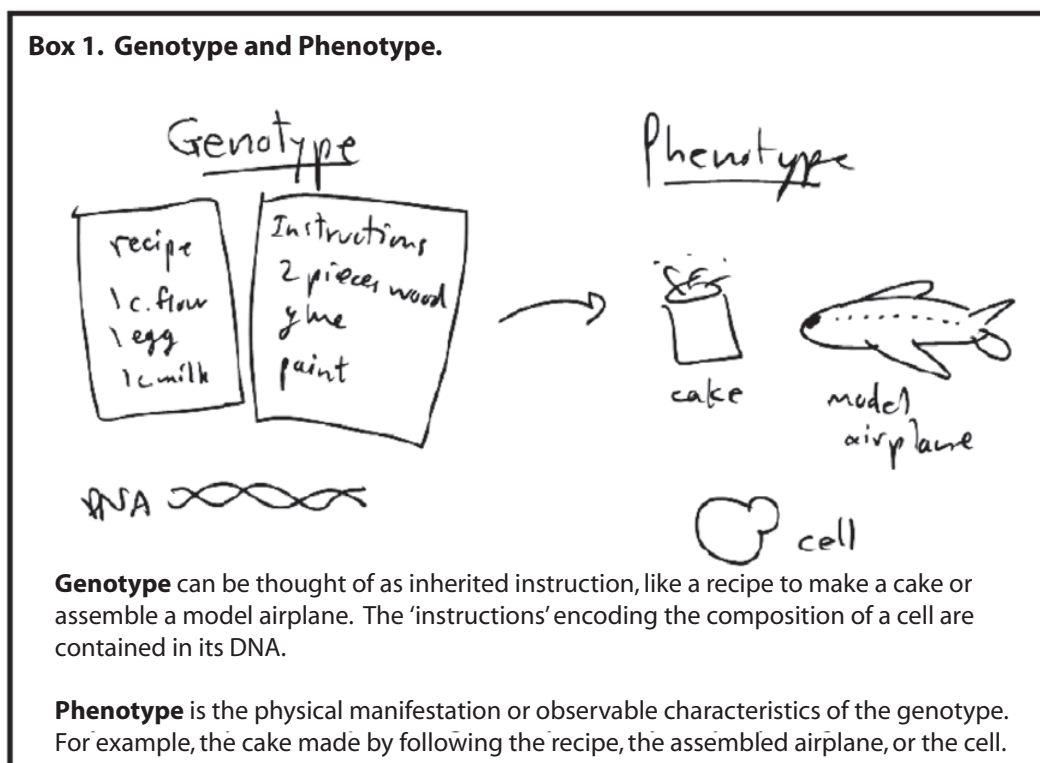 Box 1. Genotype and Phenotype.
Genotype
Phenotype
recipe
1 c. flour
1 egg
1 c. milk
Instructions
2 pieces wood
glue
paint
cake
model
airplane
DNA
cell
Genotype can be thought of as inherited instruction, like a recipe to make a cake or
assemble a model airplane. The ‘instructions’ encoding the composition of a cell are
contained in its DNA.
Phenotype is the physical manifestation or observable characteristics of the genotype.
For example, the cake made by following the recipe, the assembled airplane, or the cell.